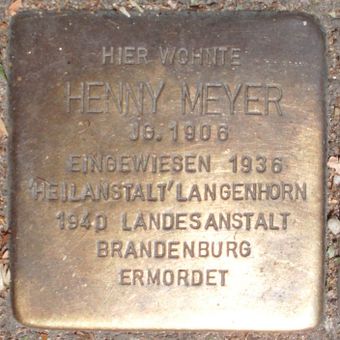 HIER WOHNTE
HENNY MEYER
JG. 1906
EINGEWIESEN 1936
'HEILANSTALT' LANGENHORN
1940 LANDESANSTALT
BRANDENBURG
ERMORDET